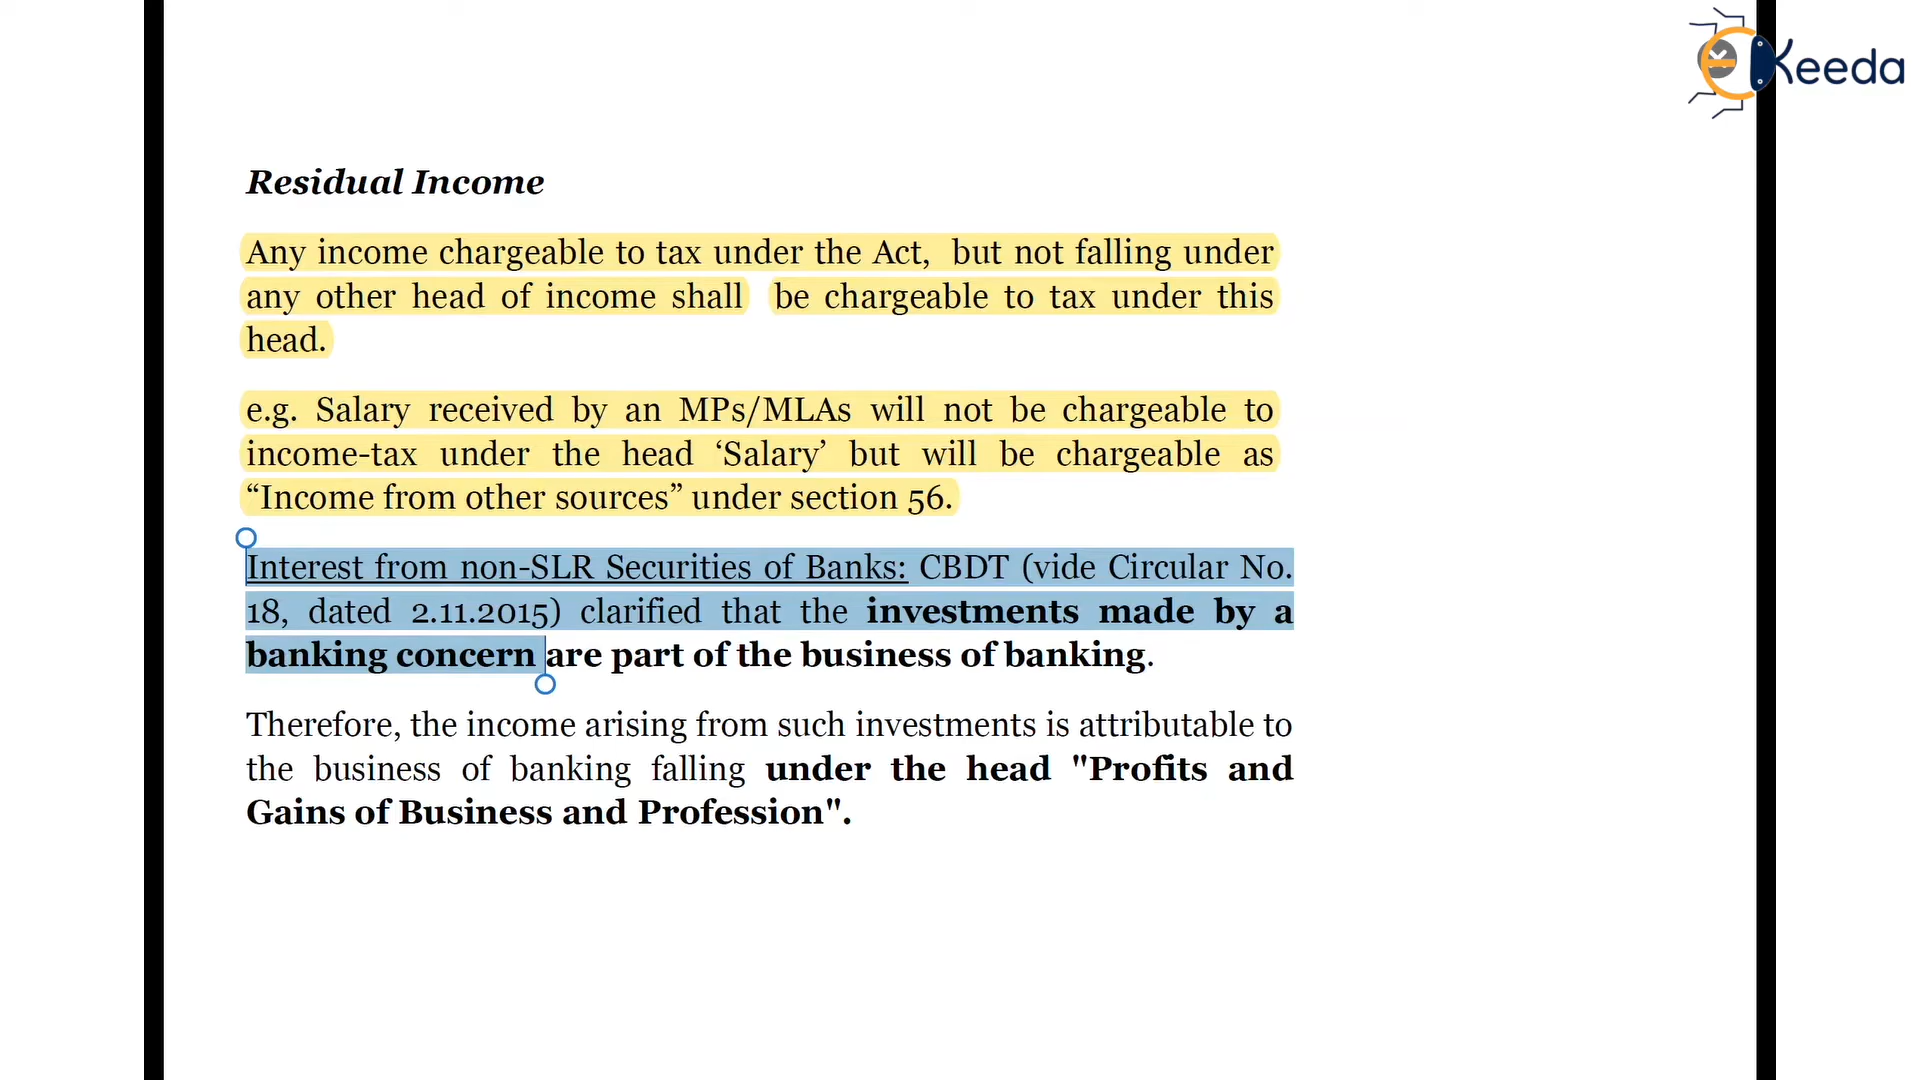 Keeda
Residual Income
Any income chargeable to tax under the Act, but not falling under
any other head of income shall be chargeable to tax under this
head.
e.g. Salary received by an MPs/MLAs will not be chargeable to
income-tax under the head ‘Salary’ but will be chargeable as
“Income from other sources” under section 56.
Interest from non-SLR Securities of Banks: CBDT (vide Circular No.
18, dated 2.11.2015) clarified that the investments made by a
banking concern are part of the business of banking.
Therefore, the income arising from such investments is attributable to
the business of banking falling under the head "Profits and
Gains of Business and Profession".